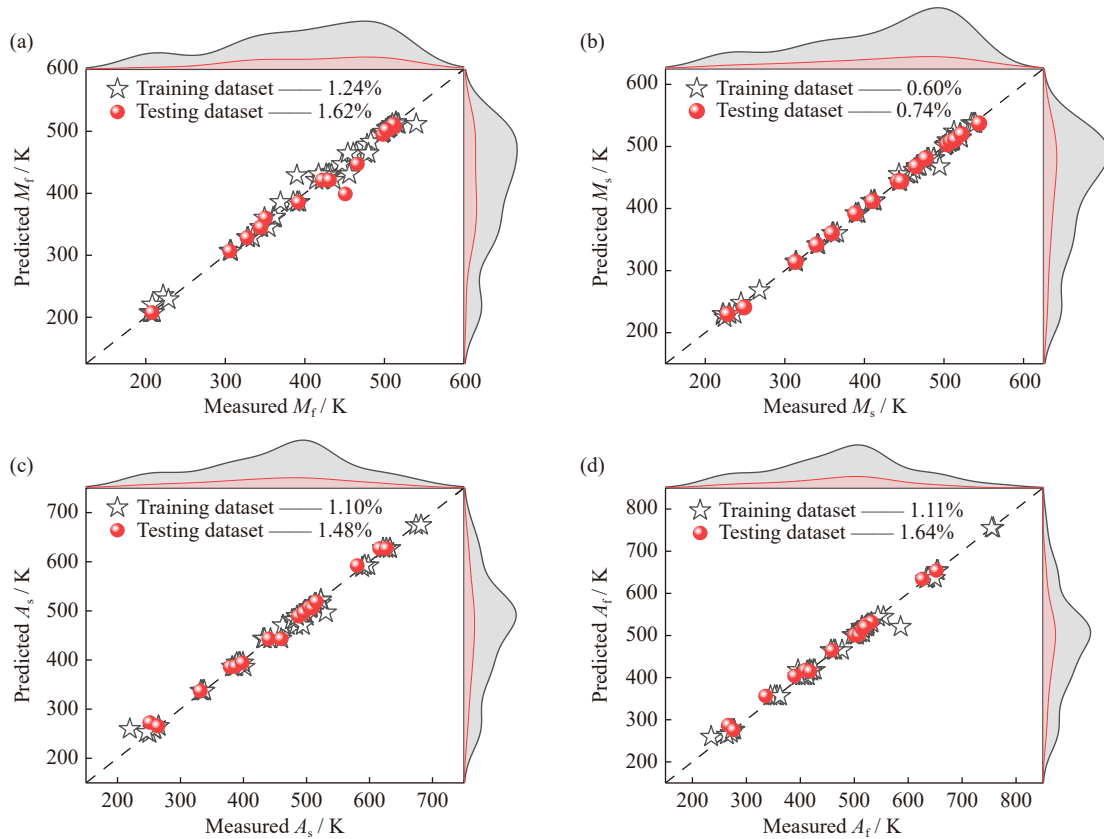 (a)
600
Training dataset 1.24%
Testing dataset 1.62%
500
400
300
200
Predicted Mf / K
200 300 400 500 600
Measured Mf / K
(b)
600
Training dataset 0.60%
Testing dataset 0.74%
500
400
300
200
Predicted Ms / K
200 300 400 500 600
Measured Ms / K
(c)
700
Training dataset 1.10%
Testing dataset 1.48%
600
500
400
300
200
Predicted As / K
200 300 400 500 600 700
Measured As / K
(d)
800
Training dataset 1.11%
Testing dataset 1.64%
700
600
500
400
300
200
Predicted Af / K
200 300 400 500 600 700 800
Measured Af / K